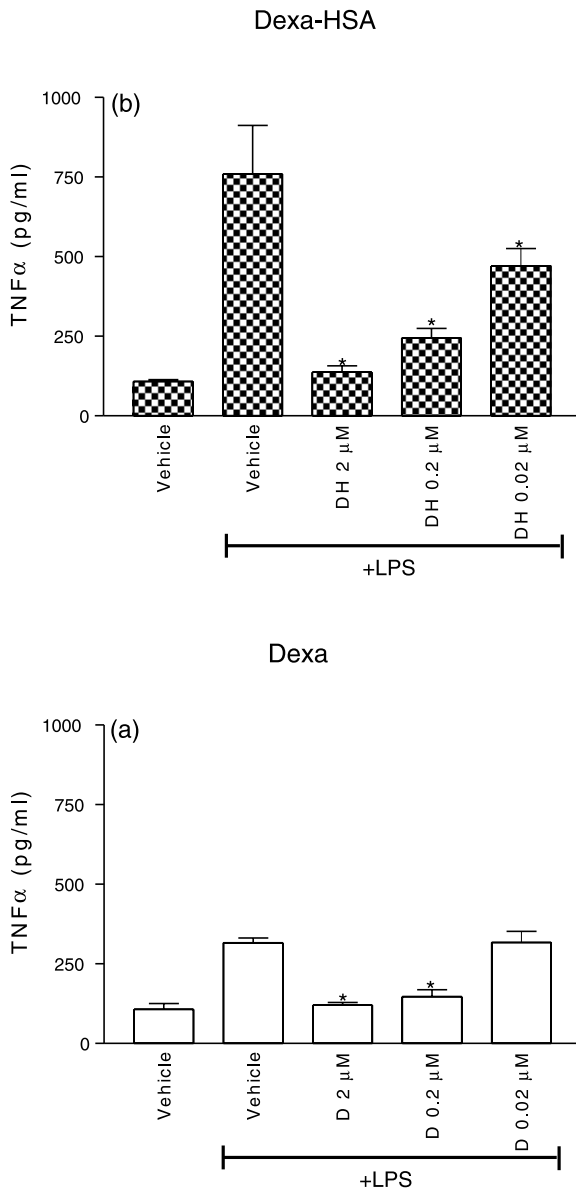 Dexa-HSA
(b)
TNFα (pg/ml)
1000
750
500
250
0
*
*
*
Vehicle
Vehicle
DH 2 μM
DH 0.2 μM
DH 0.02 μM
+LPS
Dexa
(a)
TNFα (pg/ml)
1000
750
500
250
0
*
*
Vehicle
Vehicle
D 2 μM
D 0.2 μM
D 0.02 μM
+LPS